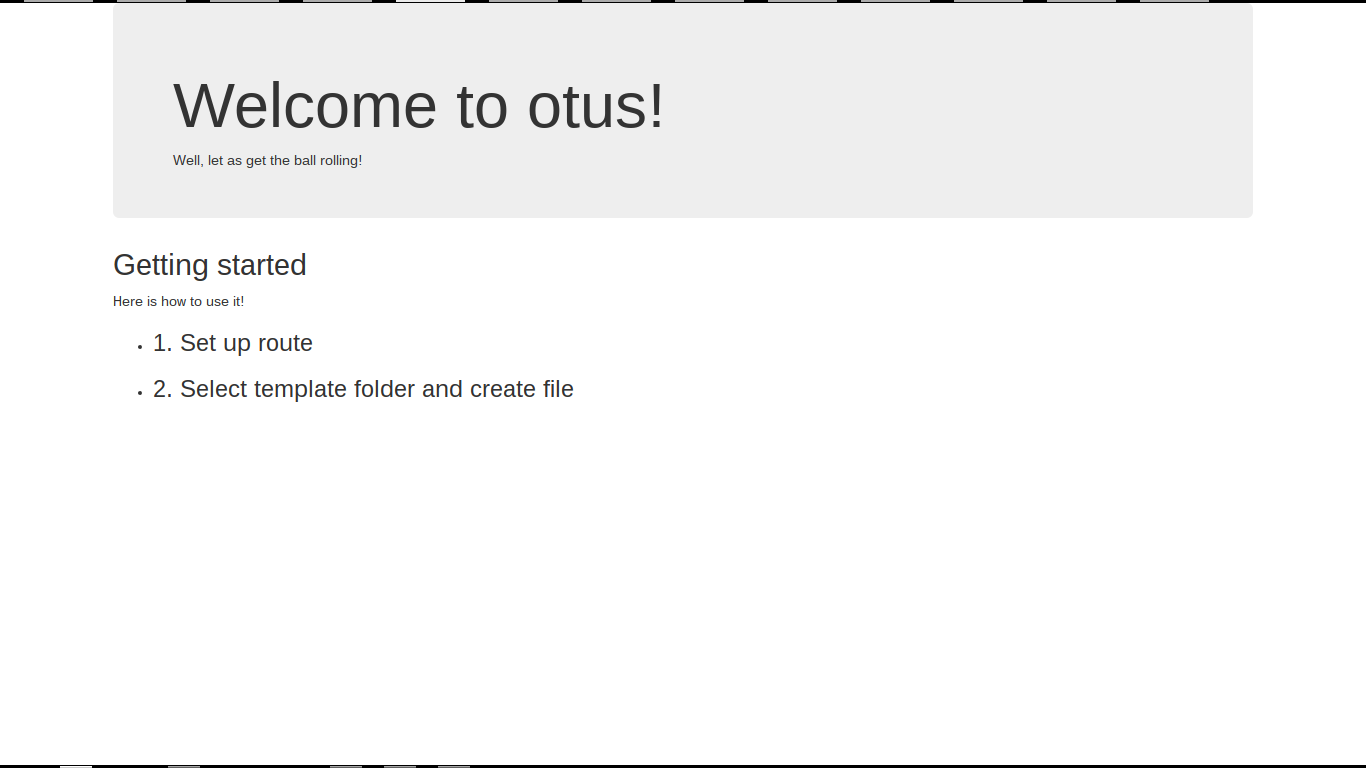 Welcome to otus!
Well, let as get the ball rolling!
Getting started
Here is how to use it!
1. Set up route
2. Select template folder and create file